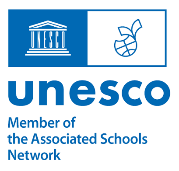 unesco
Member of
the Associated Schools
Network